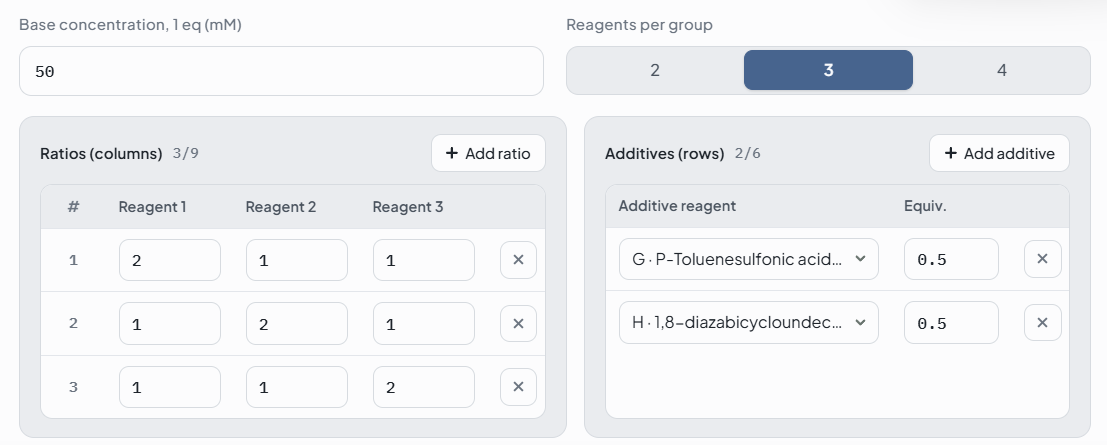 Base concentration, 1 eq (mM)
50
Reagents per group
2 3 4
Ratios (columns) 3/9
+ Add ratio
# Reagent 1 Reagent 2 Reagent 3
1 2 1 1 ×
2 1 2 1 ×
3 1 1 2 ×
Additives (rows) 2/6
+ Add additive
Additive reagent Equiv.
G · P-Toluenesulfonic acid... 0.5 ×
H · 1,8-diazabicycloundec... 0.5 ×